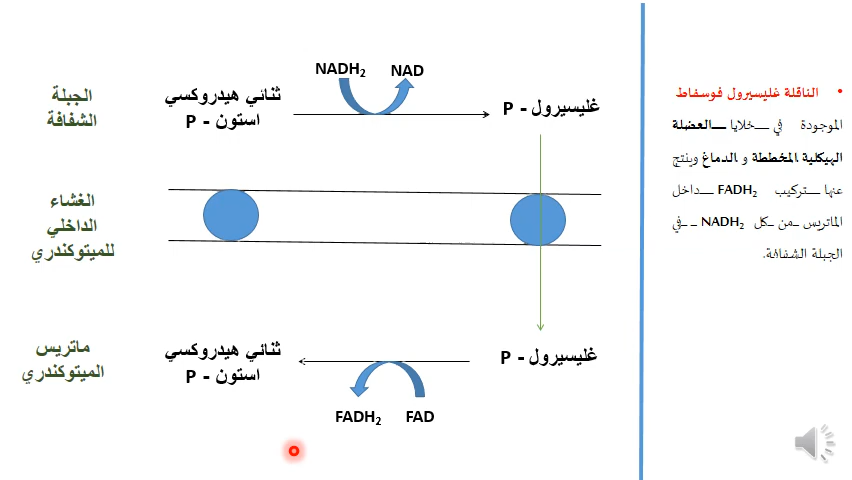 • الناقلة غليسيرول فوسفاط
الموجودة في خلايا العضلة
الهيكلية المخططة و الدماغ وينتج
عنها تركيب FADH₂ داخل
الماتريس من كل NADH₂ في
الجبلة الشفافة.
NADH₂ NAD
الجبلة
الشفافة
ثنائي هيدروكسي
استون - P
غليسيرول - P
الغشاء
الداخلي
للميتوكندري
ماتريس
الميتوكندري
ثنائي هيدروكسي
استون - P
غليسيرول - P
FADH₂ FAD